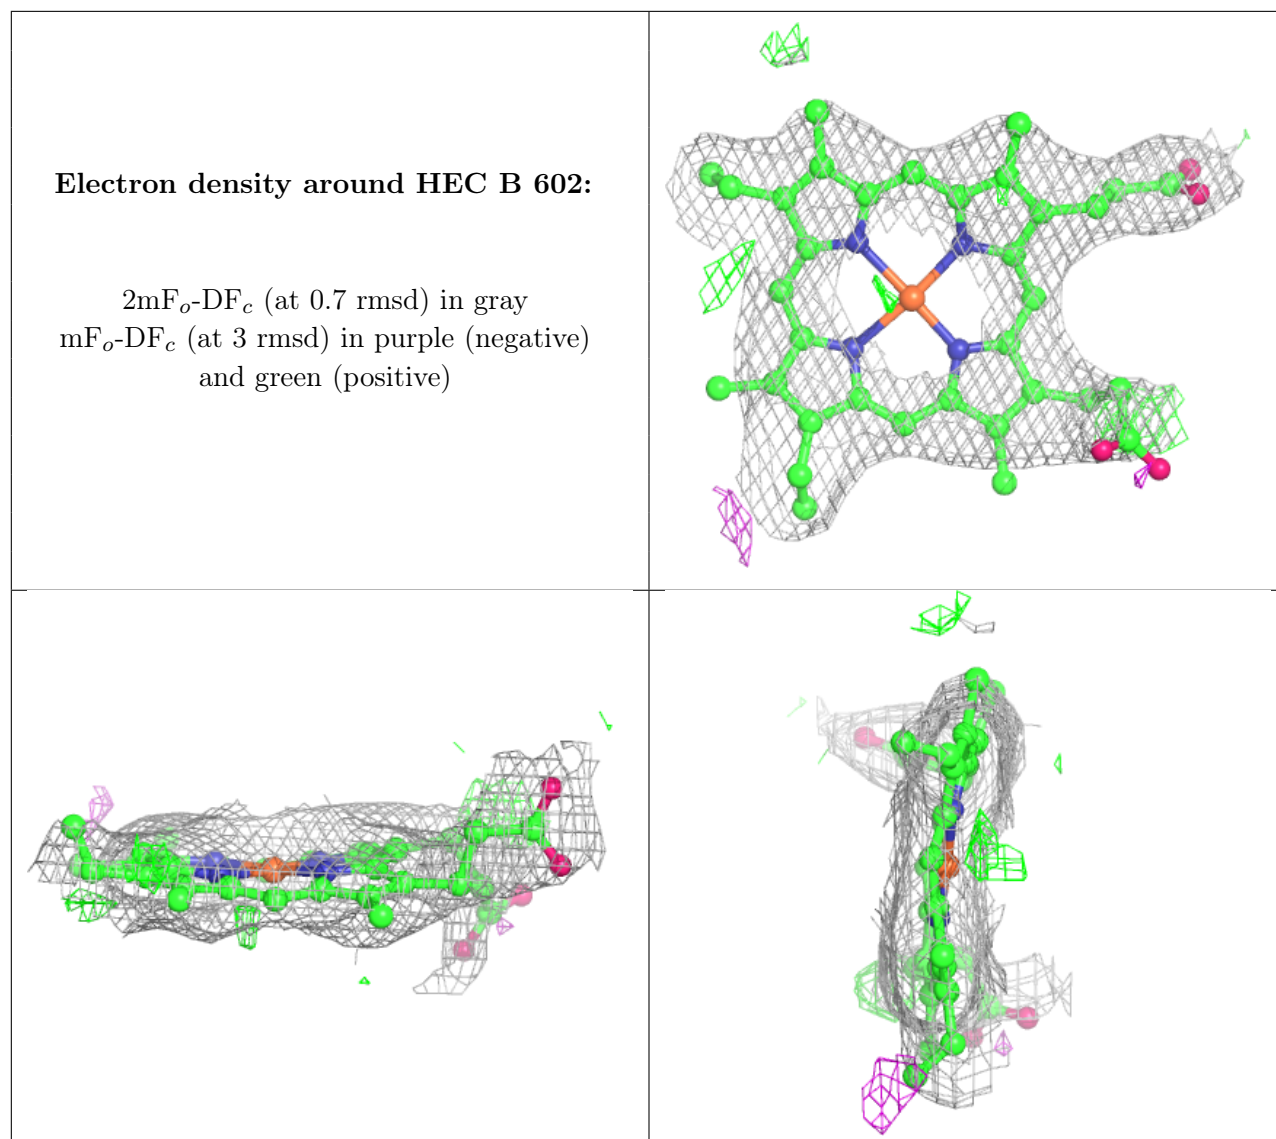 Electron density around HEC B 602:
2mFo-DFc (at 0.7 rmsd) in gray
mFo-DFc (at 3 rmsd) in purple (negative)
and green (positive)